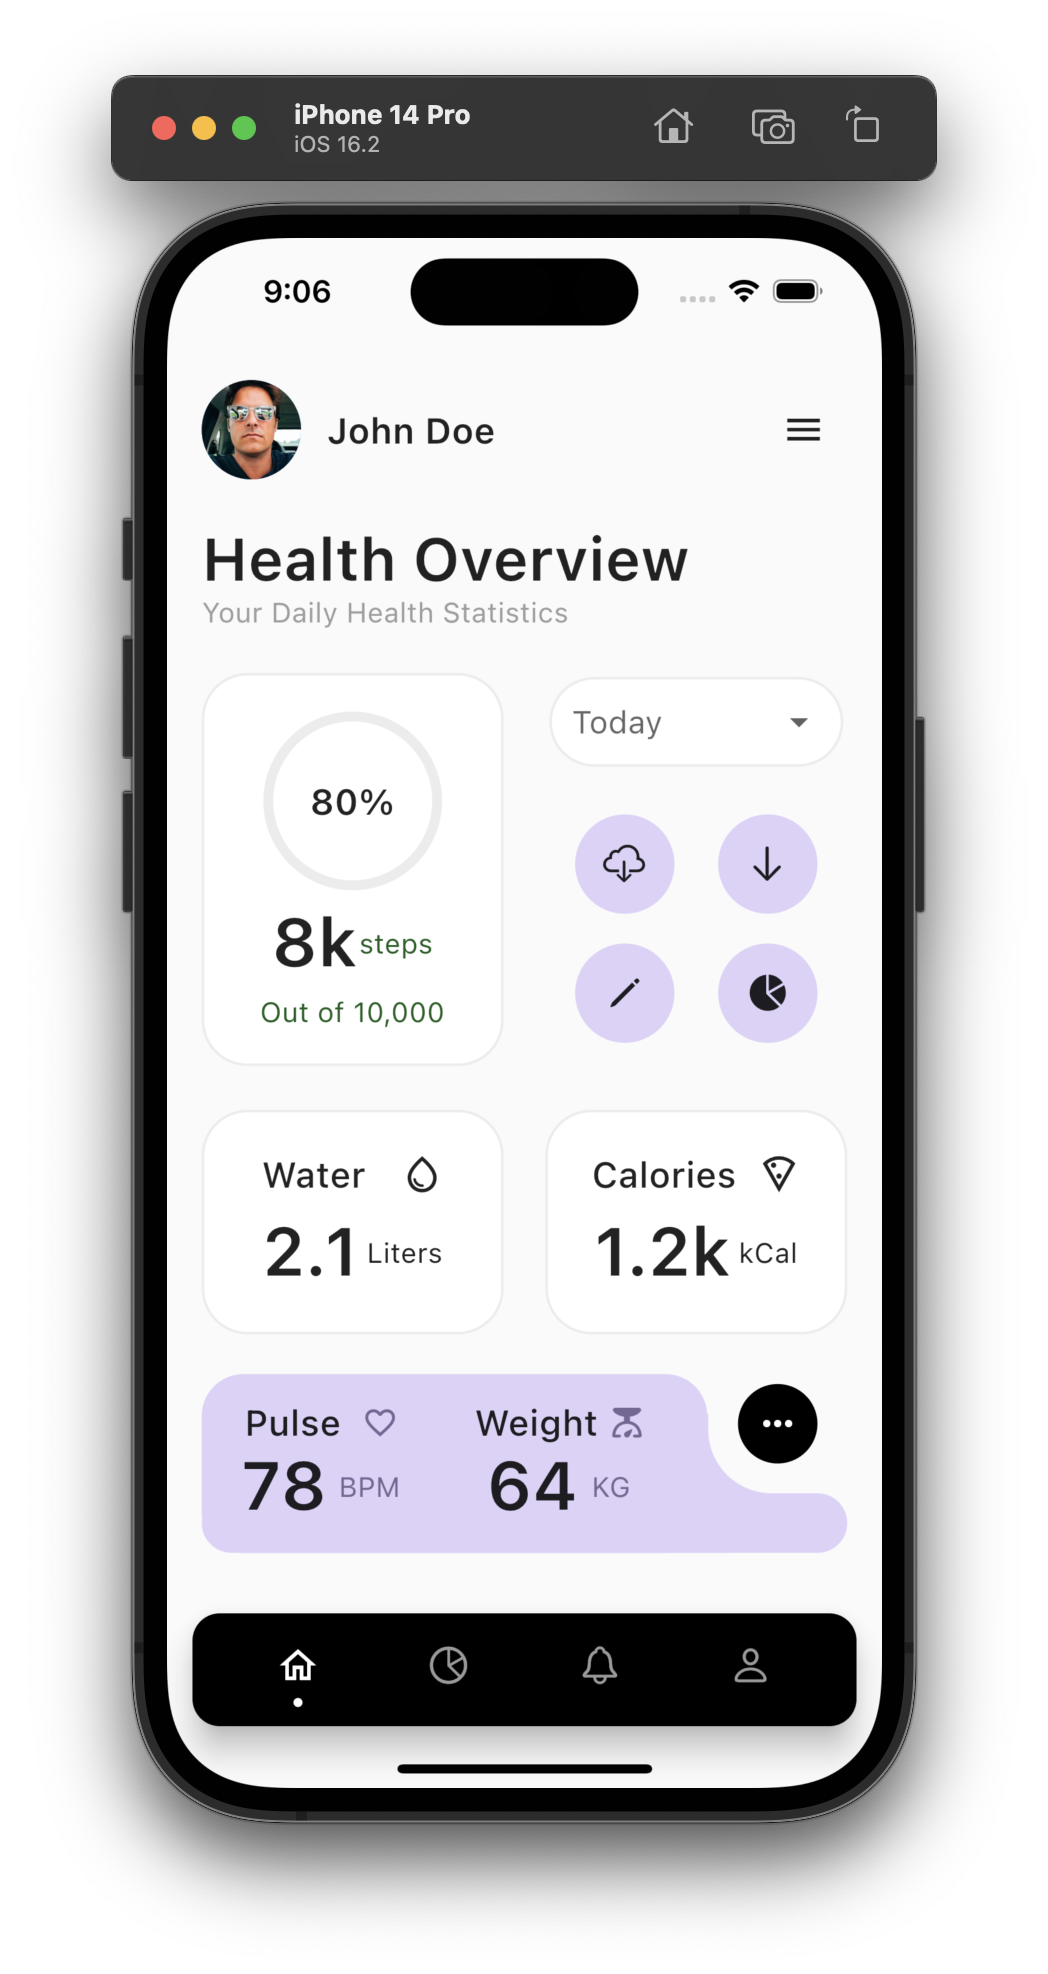 iPhone 14 Pro
iOS 16.2
9:06
John Doe
Health Overview
Your Daily Health Statistics
80%
8k steps
Out of 10,000
Today
Water
2.1 Liters
Calories
1.2k kCal
Pulse
78 BPM
Weight
64 KG